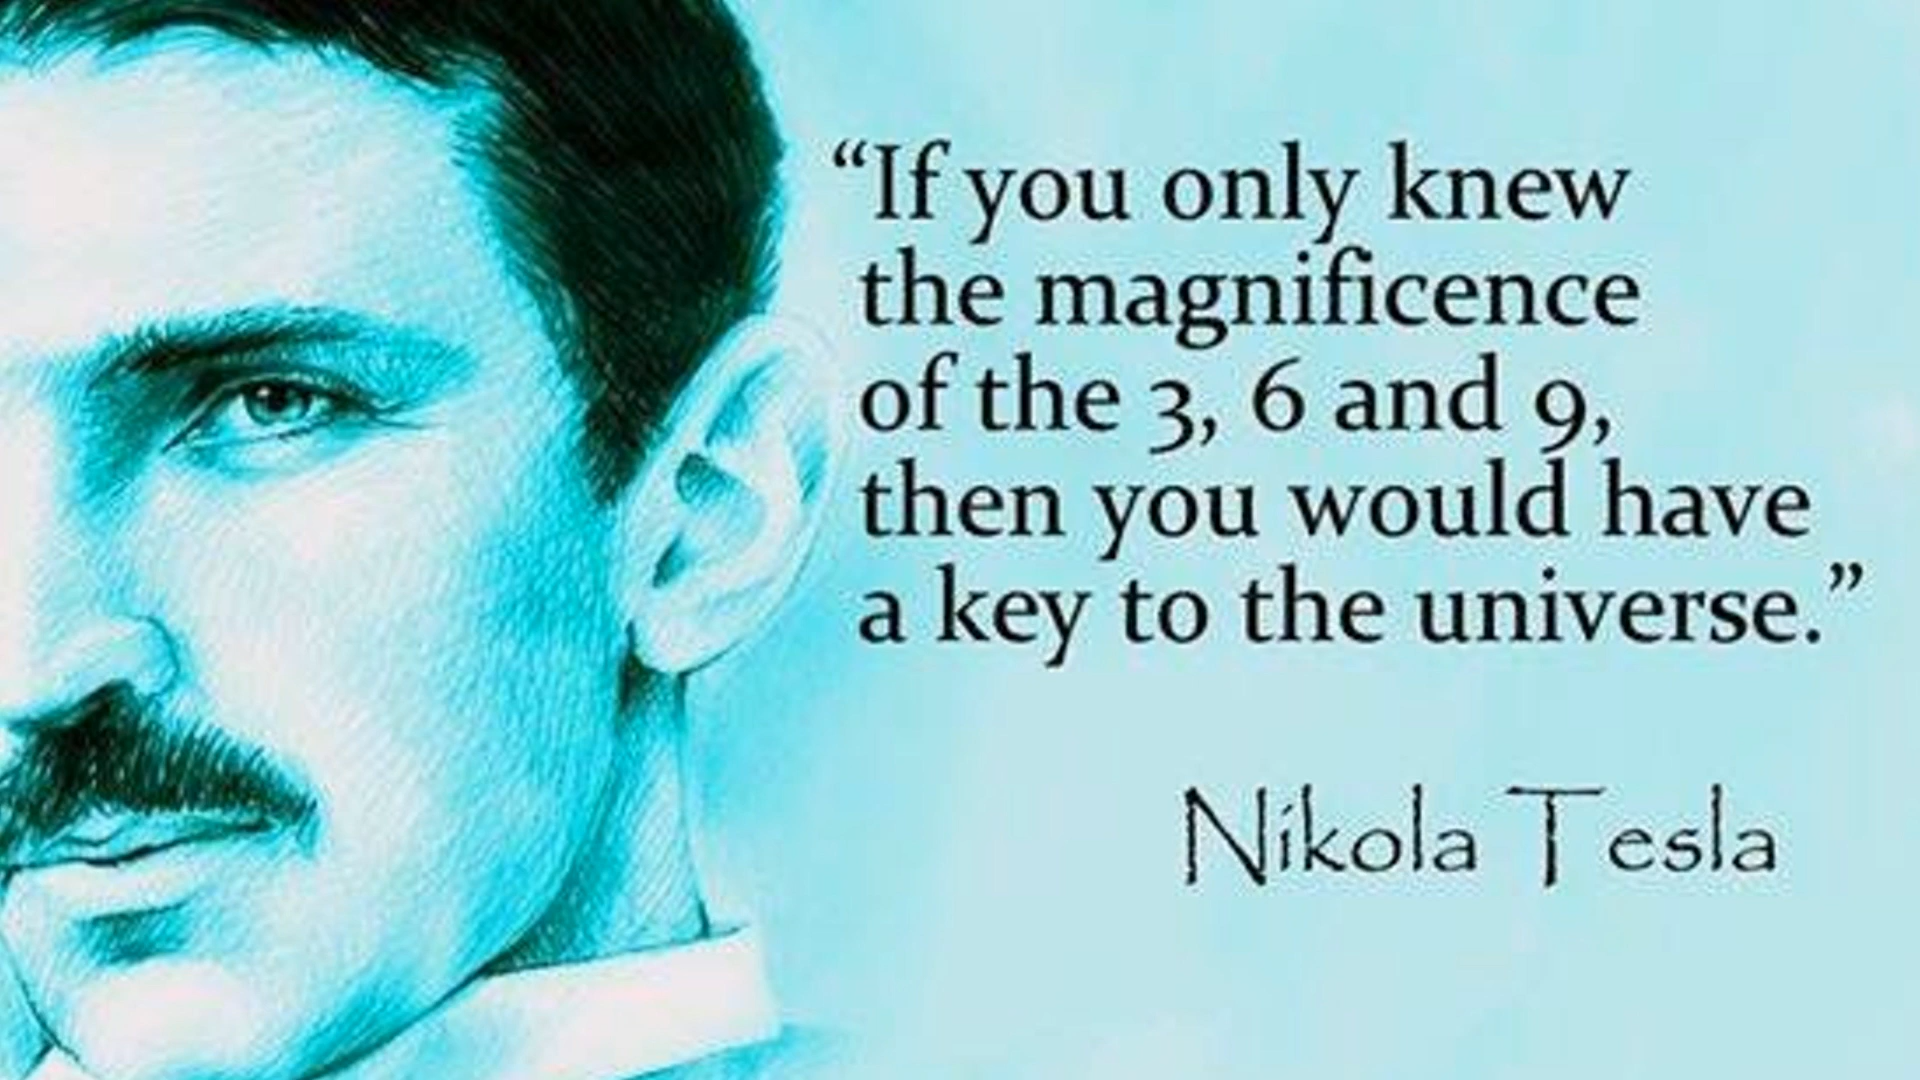 “If you only knew
the magnificence
of the 3, 6 and 9,
then you would have
a key to the universe.”
Nikola Tesla